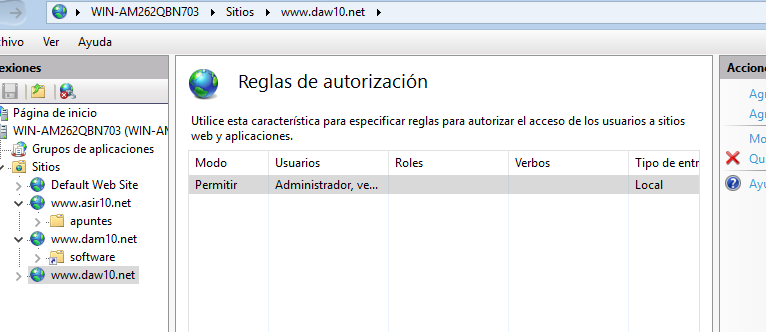 WIN-AM262QBN703 Sitios www.daw10.net
chivo Ver Ayuda
exiones
Página de inicio
WIN-AM262QBN703 (WIN-AM
Grupos de aplicaciones
Sitios
Default Web Site
www.asir10.net
apuntes
www.dam10.net
software
www.daw10.net
Reglas de autorización
Utilice esta característica para especificar reglas para autorizar el acceso de los usuarios a sitios
web y aplicaciones.
Modo Usuarios Roles Verbos Tipo de entr
Permitir Administrador, ve... Local
Accione
Agr
Agr
Mo
Qu
Ayu